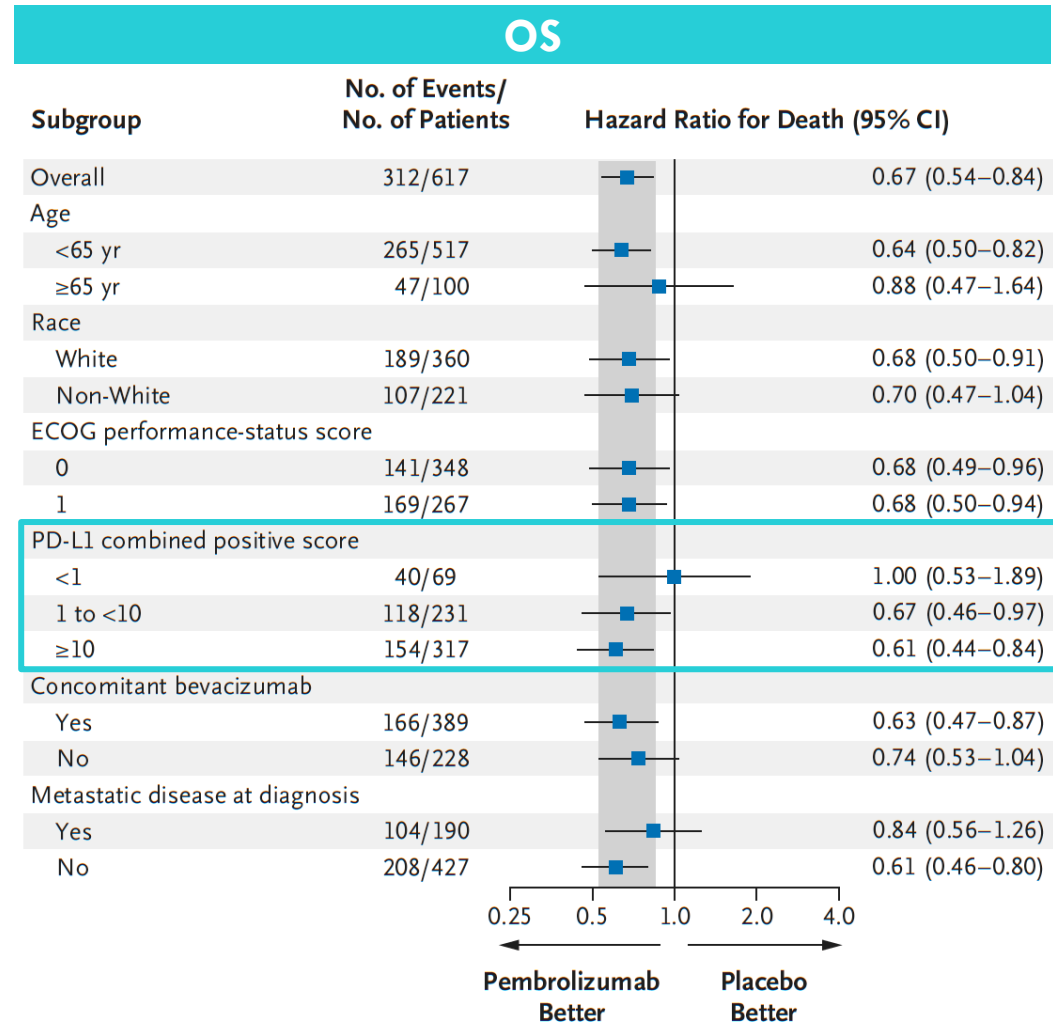 OS
No. of Events/
Subgroup No. of Patients Hazard Ratio for Death (95% CI)
Overall 312/617 0.67 (0.54–0.84)
Age
<65 yr 265/517 0.64 (0.50–0.82)
≥65 yr 47/100 0.88 (0.47–1.64)
Race
White 189/360 0.68 (0.50–0.91)
Non-White 107/221 0.70 (0.47–1.04)
ECOG performance-status score
0 141/348 0.68 (0.49–0.96)
1 169/267 0.68 (0.50–0.94)
PD-L1 combined positive score
<1 40/69 1.00 (0.53–1.89)
1 to <10 118/231 0.67 (0.46–0.97)
≥10 154/317 0.61 (0.44–0.84)
Concomitant bevacizumab
Yes 166/389 0.63 (0.47–0.87)
No 146/228 0.74 (0.53–1.04)
Metastatic disease at diagnosis
Yes 104/190 0.84 (0.56–1.26)
No 208/427 0.61 (0.46–0.80)
0.25 0.5 1.0 2.0 4.0
Pembrolizumab Placebo
Better Better